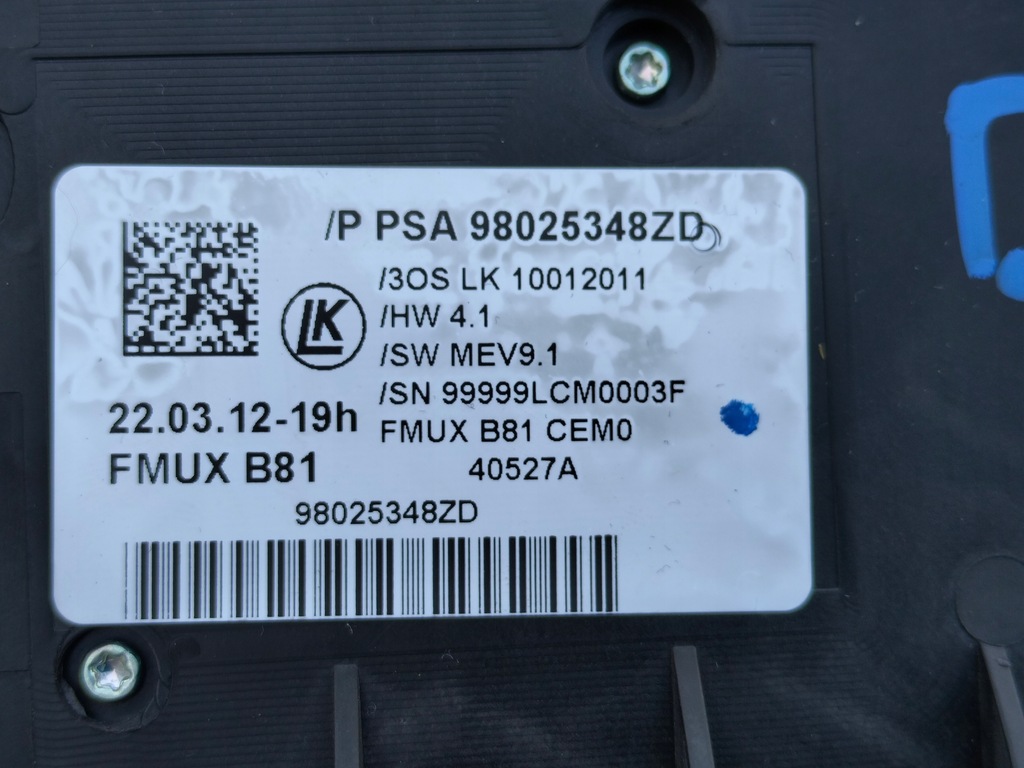 /P PSA 98025348ZD
/3OS LK 10012011
LK
/HW 4.1
/SW MEV9.1
/SN 99999LCM0003F
22.03.12-19h
FMUX B81 CEM0
FMUX B81
40527A
98025348ZD